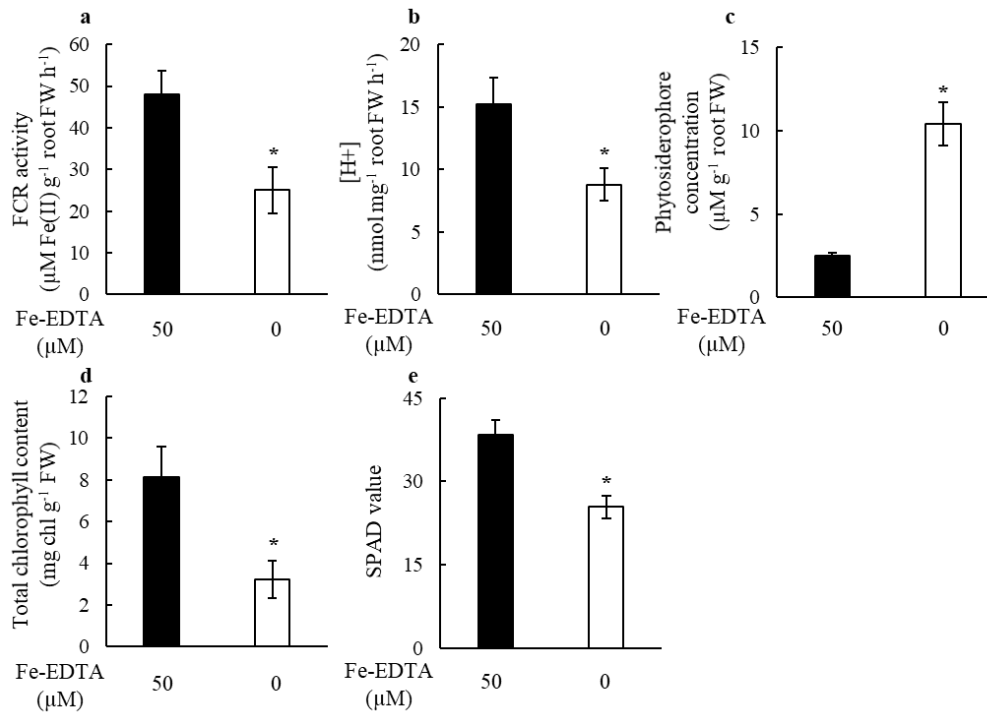 a
FCR activity
(μM Fe(II) g⁻¹ root FW h⁻¹)
60
50
40
30
20
10
0
*
Fe-EDTA
(μM)
50
0
b
[H+]
(nmol mg⁻¹ root FW h⁻¹)
20
15
10
5
0
*
Fe-EDTA
(μM)
50
0
c
Phytosiderophore
concentration
(μM g⁻¹ root FW)
15
10
5
0
*
Fe-EDTA
(μM)
50
0
d
Total chlorophyll content
(mg chl g⁻¹ FW)
12
10
8
6
4
2
0
*
Fe-EDTA
(μM)
50
0
e
SPAD value
45
30
15
0
*
Fe-EDTA
(μM)
50
0